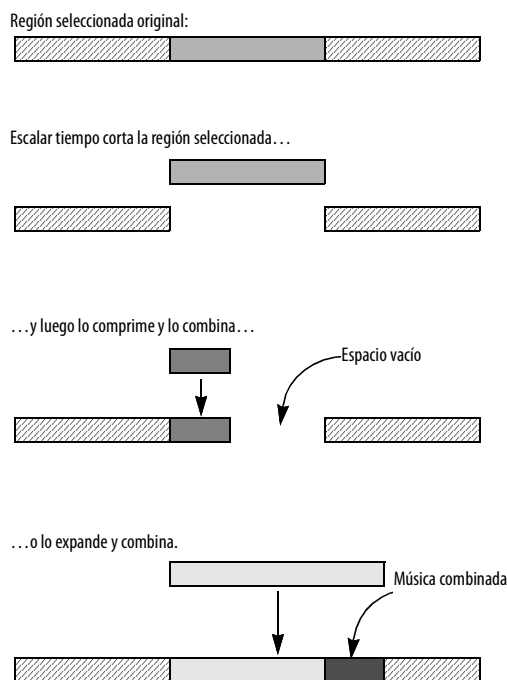 Región seleccionada original:
Escalar tiempo corta la región seleccionada…
…y luego lo comprime y lo combina…
Espacio vacío
…o lo expande y combina.
Música combinada